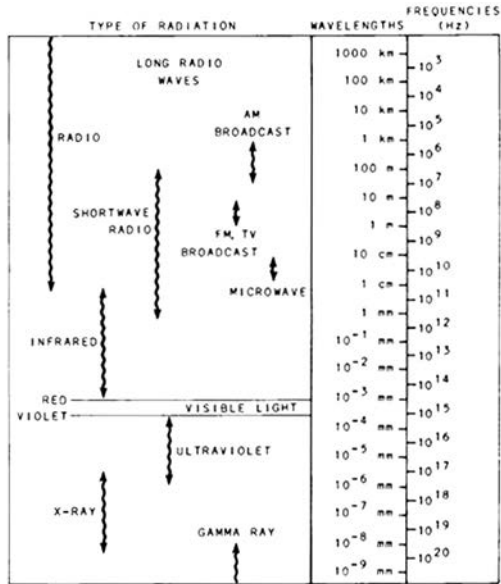 TYPE OF RADIATION
WAVELENGTHS
FREQUENCIES
(Hz)
LONG RADIO
WAVES
AM
BROADCAST
RADIO
SHORTWAVE
RADIO
FM, TV
BROADCAST
MICROWAVE
INFRARED
RED
VIOLET
VISIBLE LIGHT
ULTRAVIOLET
X-RAY
GAMMA RAY
1000 km
100 km
10 km
1 km
100 m
10 m
1 m
10 cm
1 cm
1 mm
10⁻¹ mm
10⁻² mm
10⁻³ mm
10⁻⁴ mm
10⁻⁵ mm
10⁻⁶ mm
10⁻⁷ mm
10⁻⁸ mm
10⁻⁹ mm
10³
10⁴
10⁵
10⁶
10⁷
10⁸
10⁹
10¹⁰
10¹¹
10¹²
10¹³
10¹⁴
10¹⁵
10¹⁶
10¹⁷
10¹⁸
10¹⁹
10²⁰